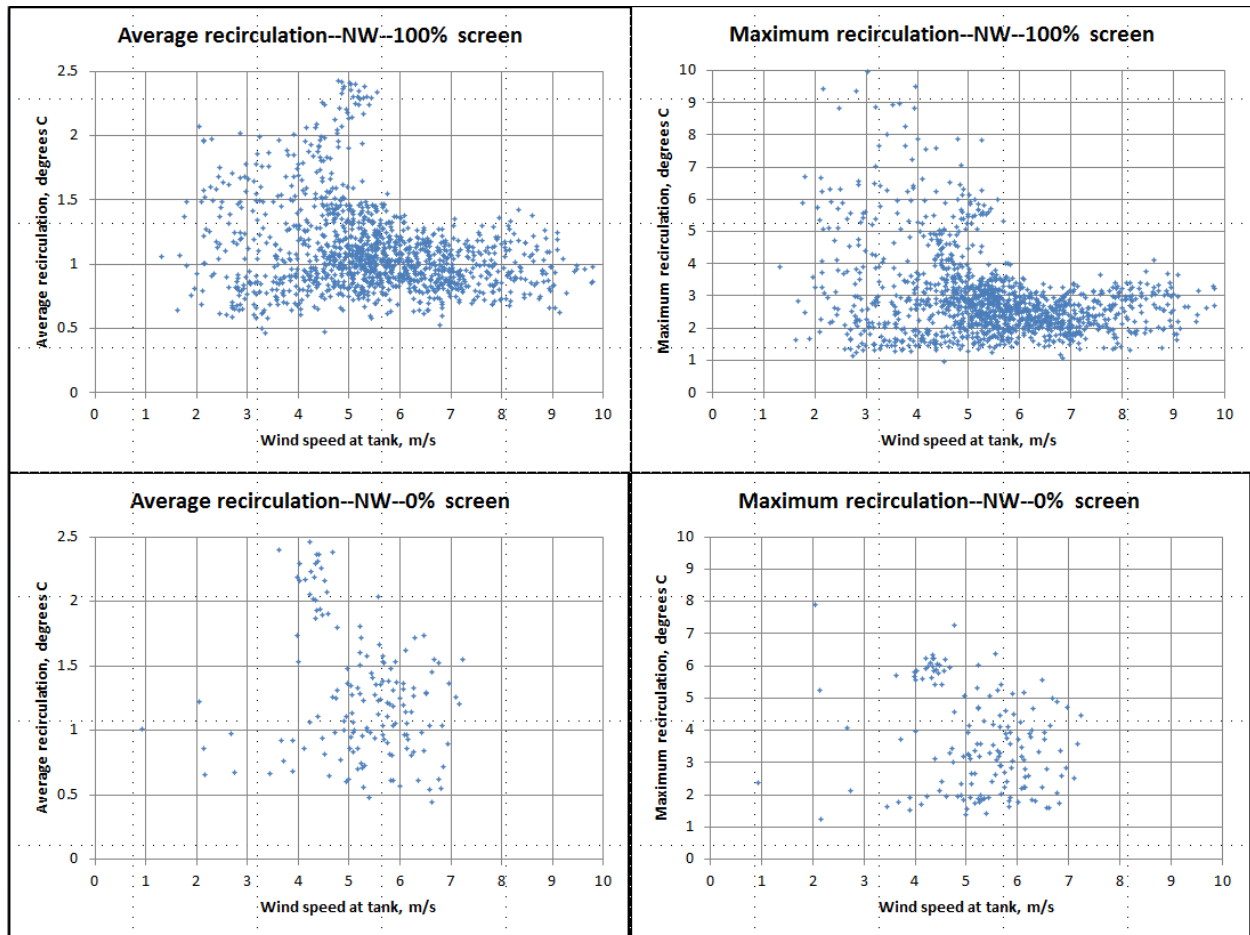 Average recirculation--NW--100% screen
Average recirculation, degrees C
2.5
2
1.5
1
0.5
0
0 1 2 3 4 5 6 7 8 9 10
Wind speed at tank, m/s
Maximum recirculation--NW--100% screen
Maximum recirculation, degrees C
10
9
8
7
6
5
4
3
2
1
0
0 1 2 3 4 5 6 7 8 9 10
Wind speed at tank, m/s
Average recirculation--NW--0% screen
Average recirculation, degrees C
2.5
2
1.5
1
0.5
0
0 1 2 3 4 5 6 7 8 9 10
Wind speed at tank, m/s
Maximum recirculation--NW--0% screen
Maximum recirculation, degrees C
10
9
8
7
6
5
4
3
2
1
0
0 1 2 3 4 5 6 7 8 9 10
Wind speed at tank, m/s